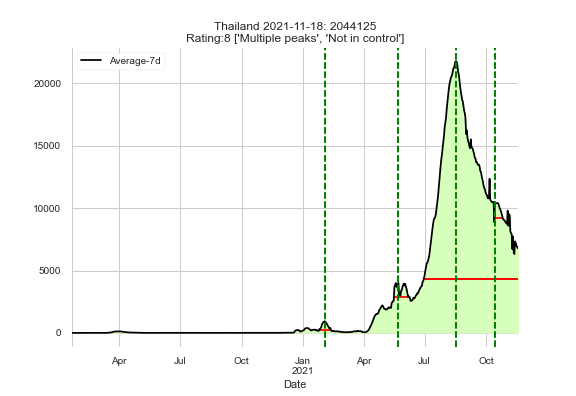 Thailand 2021-11-18: 2044125
Rating:8 ['Multiple peaks', 'Not in control']
Average-7d
20000
15000
10000
5000
0
Apr Jul Oct Jan Apr Jul Oct
2021
Date